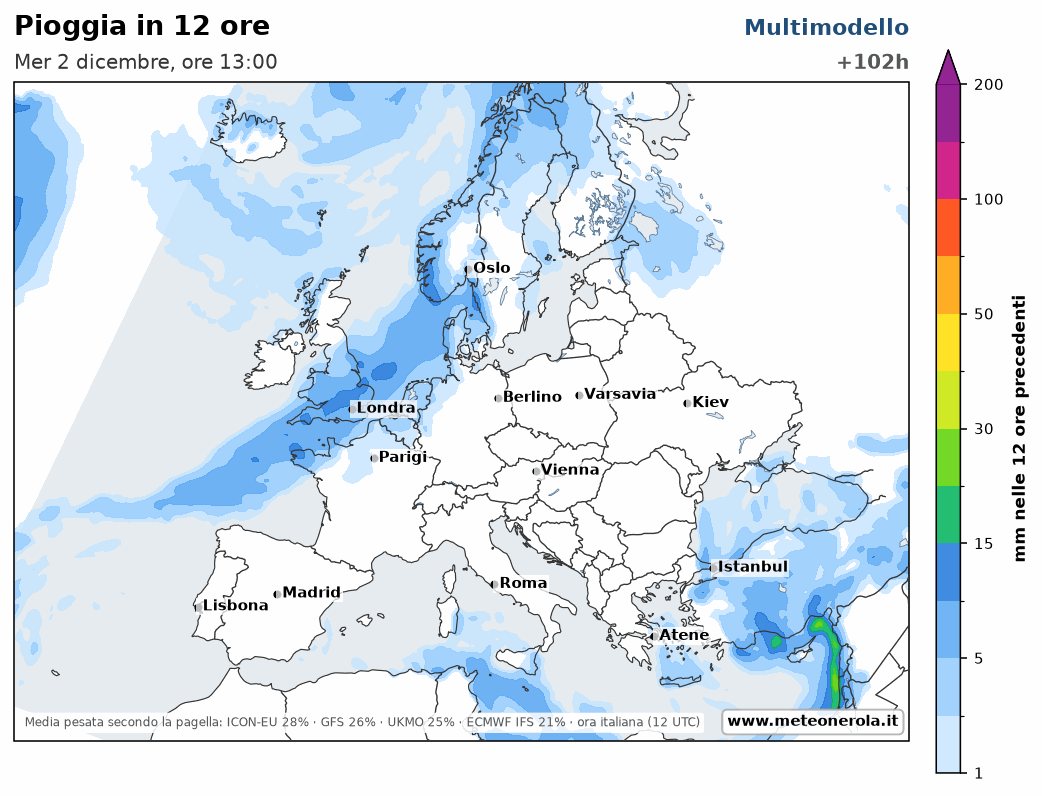 Pioggia in 12 ore
Multimodello
Mer 2 dicembre, ore 13:00
+102h
200
100
50
30
15
5
1
mm nelle 12 ore precedenti
Oslo
Berlino
Varsavia
Kiev
Londra
Parigi
Vienna
Istanbul
Roma
Madrid
Lisbona
Atene
Media pesata secondo la pagella: ICON-EU 28% · GFS 26% · UKMO 25% · ECMWF IFS 21% · ora italiana (12 UTC)
www.meteonerola.it